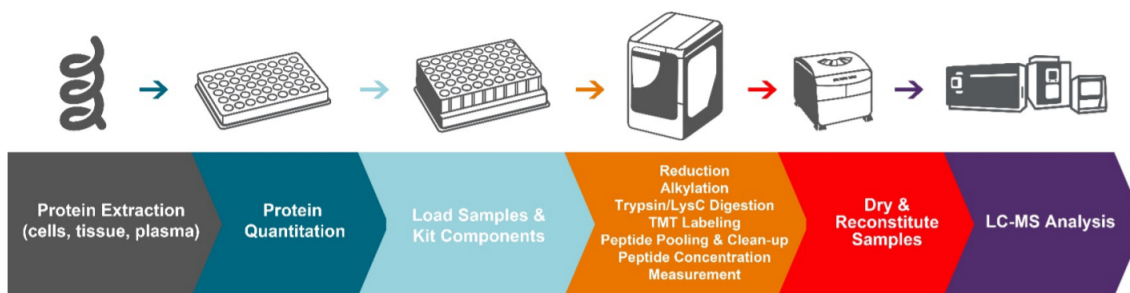 Protein Extraction
(cells, tissue, plasma)
Protein
Quantitation
Load Samples &
Kit Components
Reduction
Alkylation
Trypsin/LysC Digestion
TMT Labeling
Peptide Pooling & Clean-up
Peptide Concentration
Measurement
Dry &
Reconstitute
Samples
LC-MS Analysis